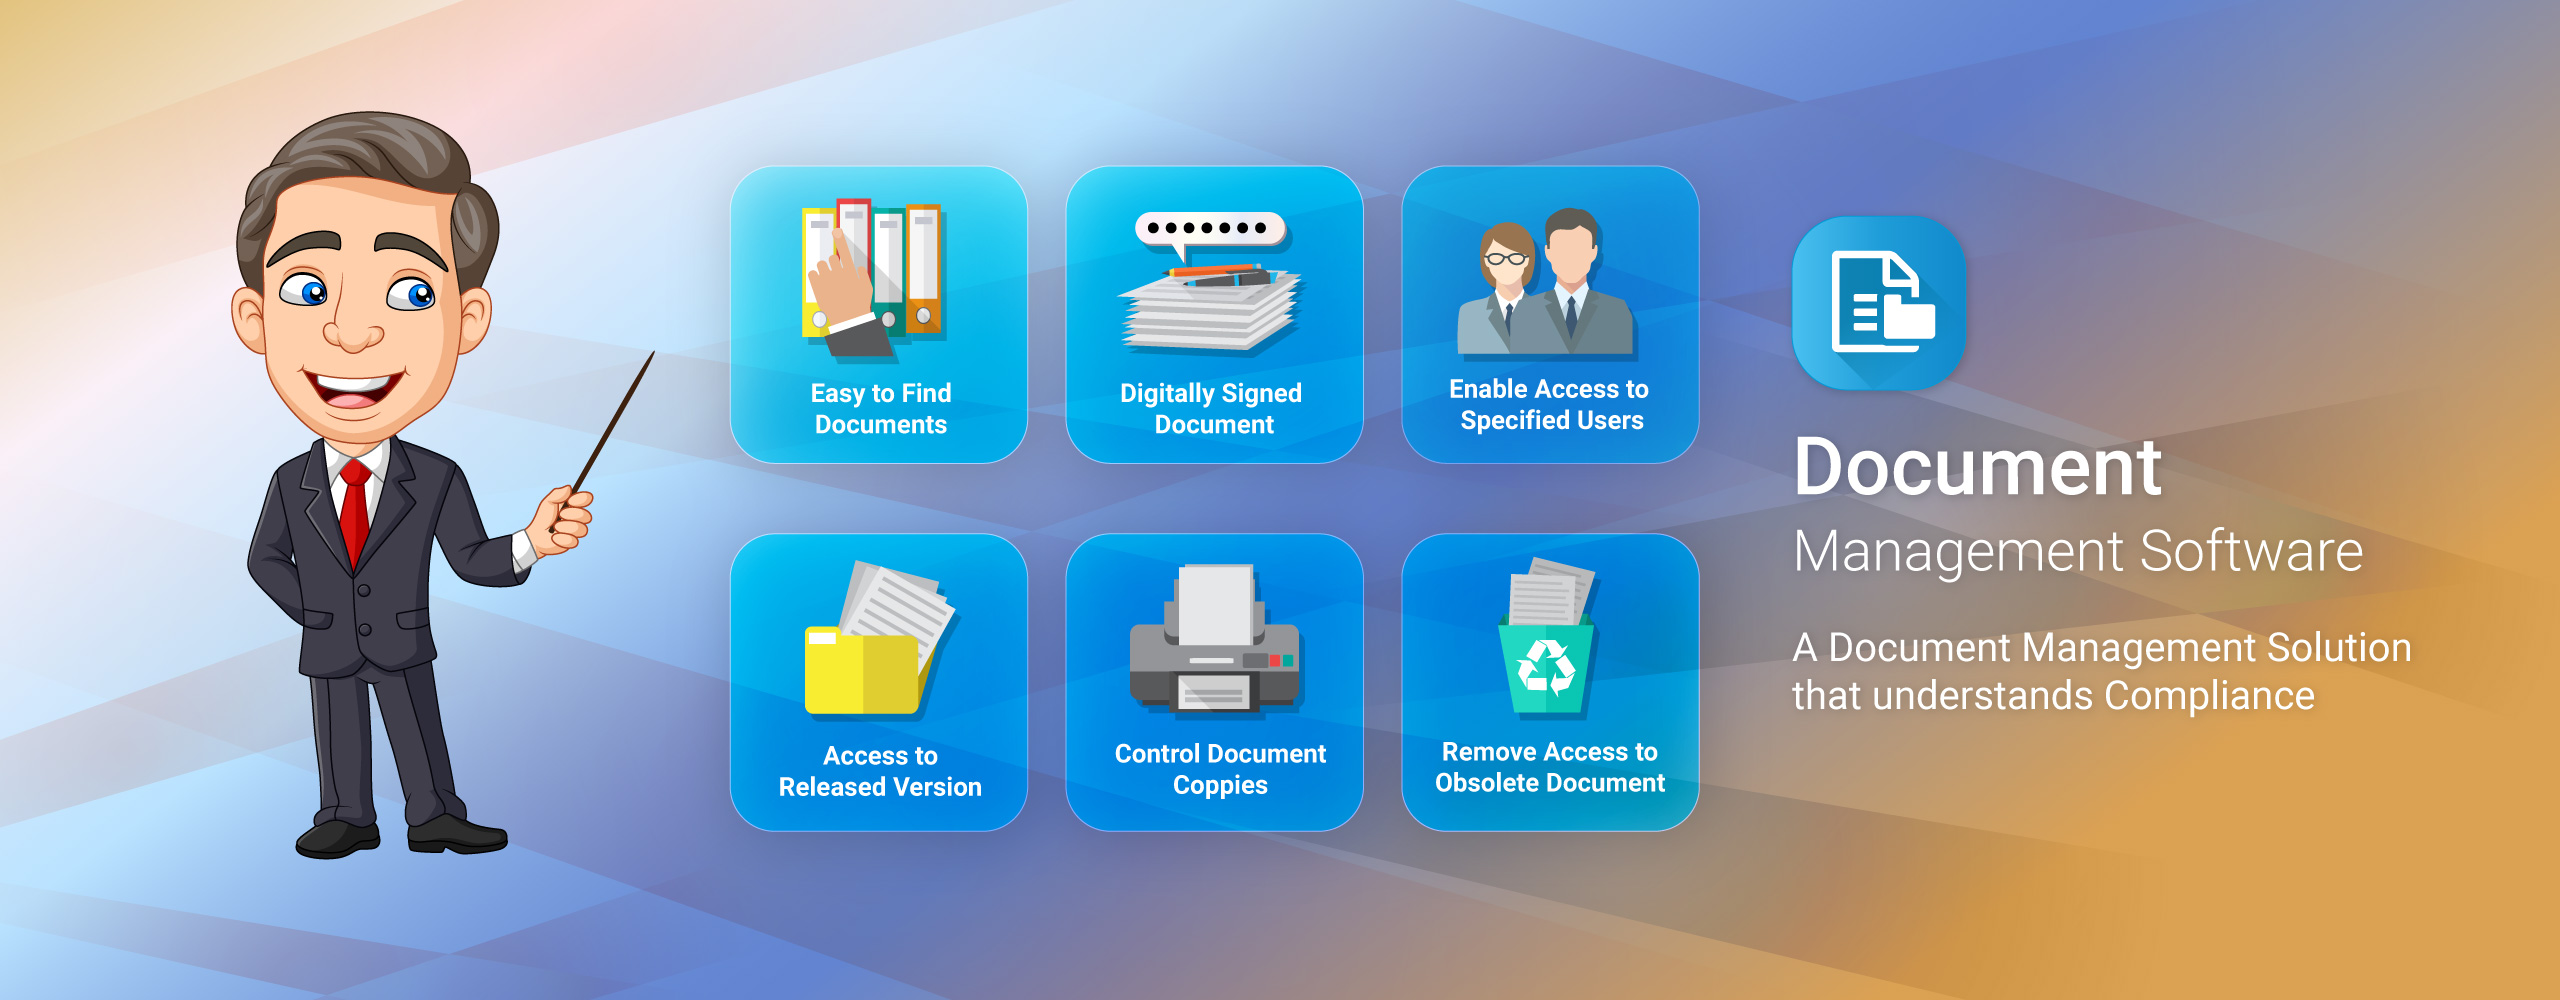 Easy to Find
Documents
Digitally Signed
Document
Enable Access to
Specified Users
Access to
Released Version
Control Document
Coppies
Remove Access to
Obsolete Document
Document
Management Software
A Document Management Solution
that understands Compliance